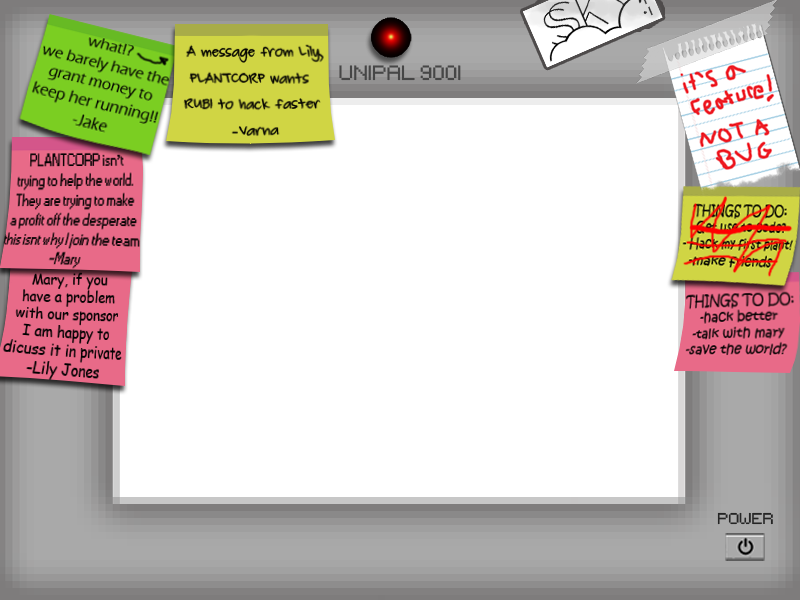 what!?
we barely have the
grant money to
keep her running!!
-Jake
A message from Lily,
PLANTCORP wants
RUBI to hack faster
-Varna
UNIPAL 9001
it's a
Feature!
NOT A
BUG
PLANTCORP isn't
trying to help the world.
They are trying to make
a profit off the desperate
this isnt why I join the team
-Mary
Mary, if you
have a problem
with our sponsor
I am happy to
dicuss it in private
-Lily Jones
THINGS TO DO:
-Get use to bodo?
-Hack my first plant!
-make friends
THINGS TO DO:
-hack better
-talk with mary
-save the world?
POWER